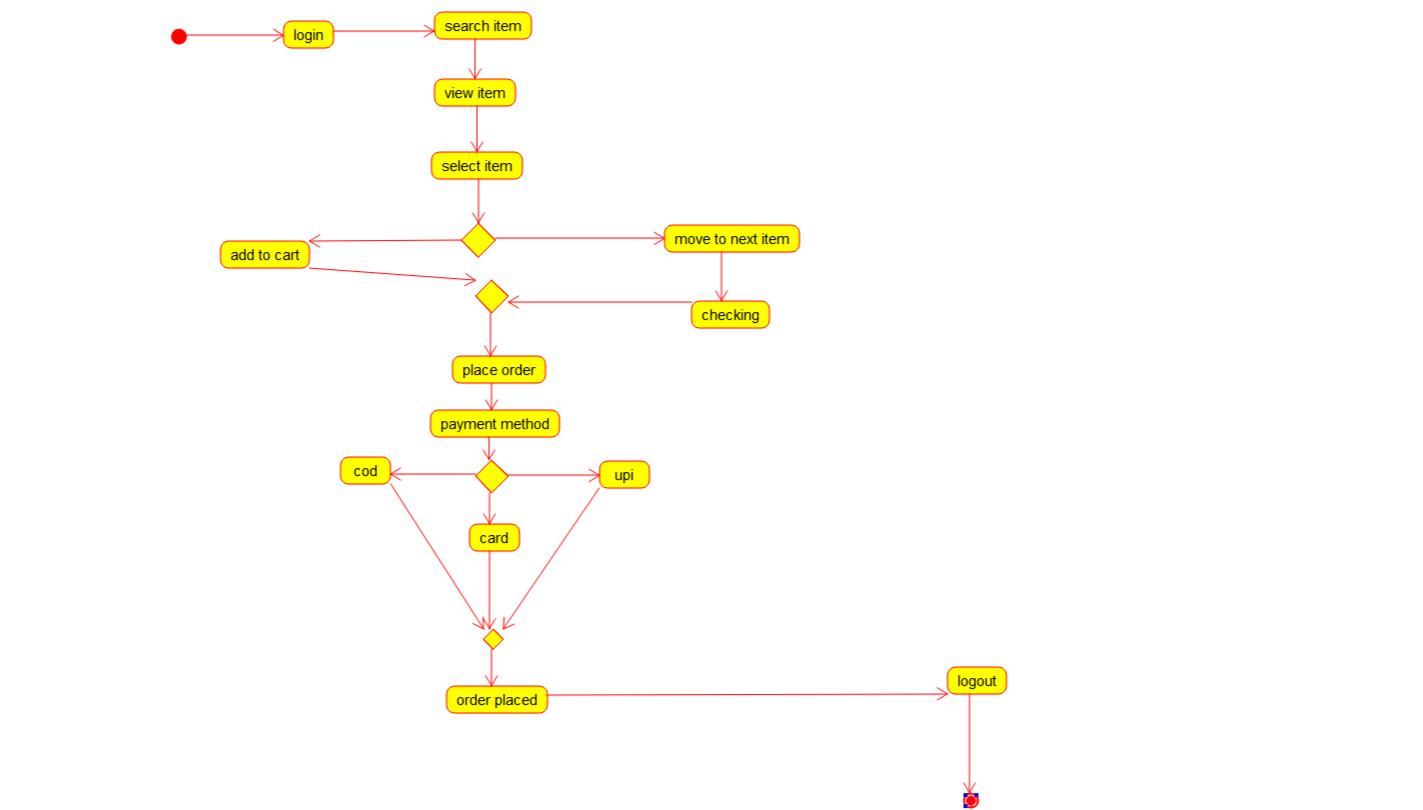 login
search item
view item
select item
add to cart
move to next item
checking
place order
payment method
cod
upi
card
order placed
logout